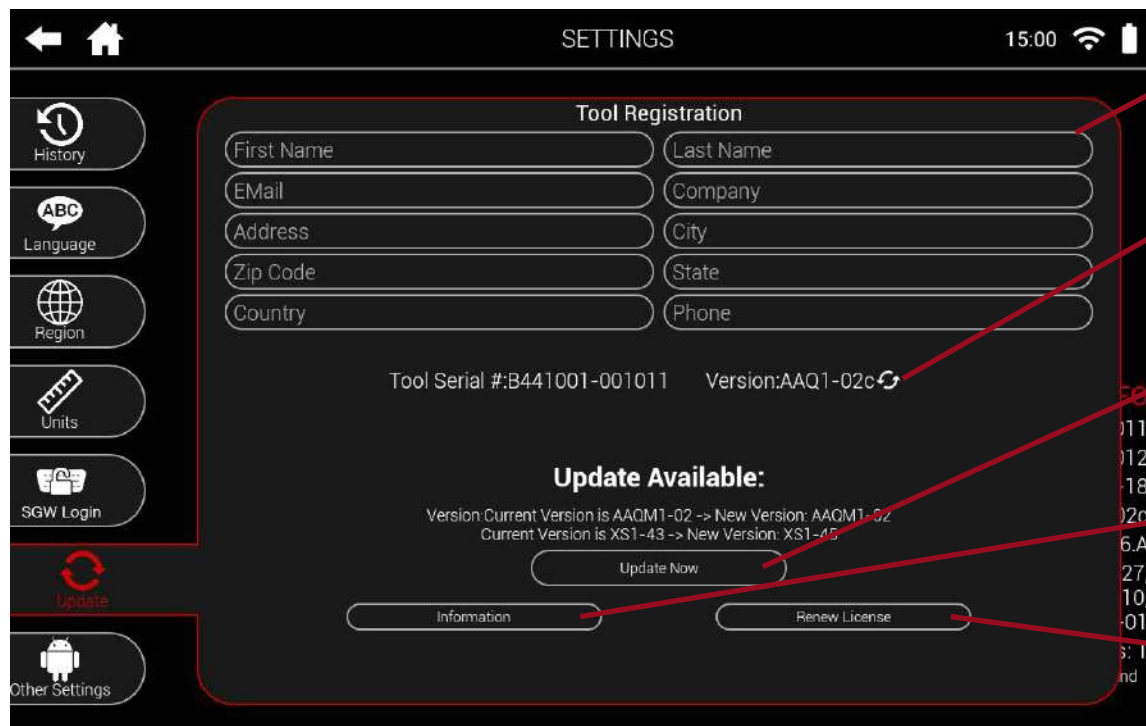 SETTINGS
15:00
History
Language
Region
Units
SGW Login
Update
Other Settings
ABC
Tool Registration
First Name
Last Name
EMail
Company
Address
City
Zip Code
State
Country
Phone
Tool Serial #:B441001-001011 Version:AAQ1-02c
Update Available:
Version:Current Version is AAQM1-02 -> New Version: AAQM1-02
Current Version is XS1-43 -> New Version: XS1-45
Update Now
Information
Renew License